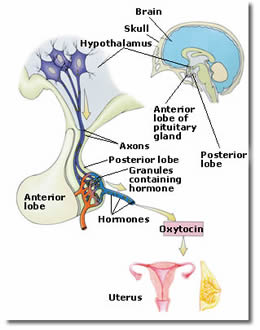 Brain
Skull
Hypothalamus
Anterior
lobe of
pituitary
gland
Axons
Posterior
lobe
Posterior lobe
Granules
containing
hormone
Anterior
lobe
Hormones
Oxytocin
Uterus